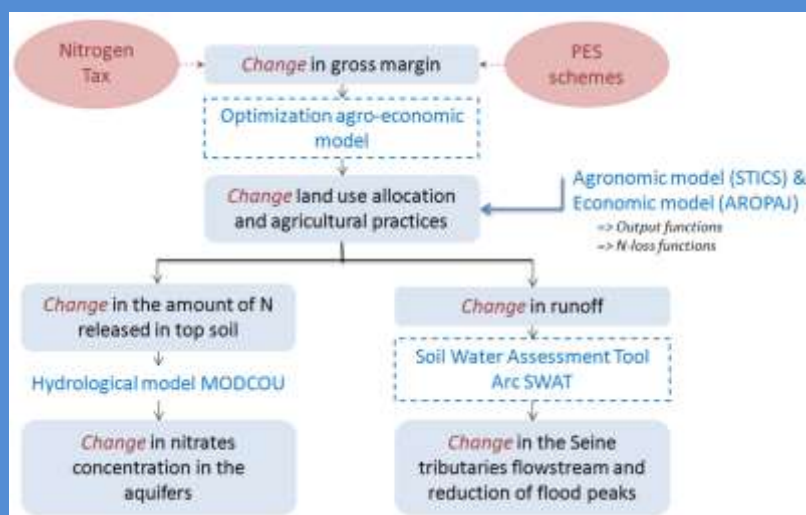 Nitrogen
Tax
Change in gross margin
PES
schemes
Optimization agro-economic
model
Change land use allocation
and agricultural practices
Agronomic model (STICS) &
Economic model (AROPAJ)
=> Output functions
=> N-loss functions
Change in the amount of N
released in top soil
Change in runoff
Hydrological model MODCOU
Soil Water Assessment Tool
Arc SWAT
Change in nitrates
concentration in the
aquifers
Change in the Seine
tributaries flowstream and
reduction of flood peaks